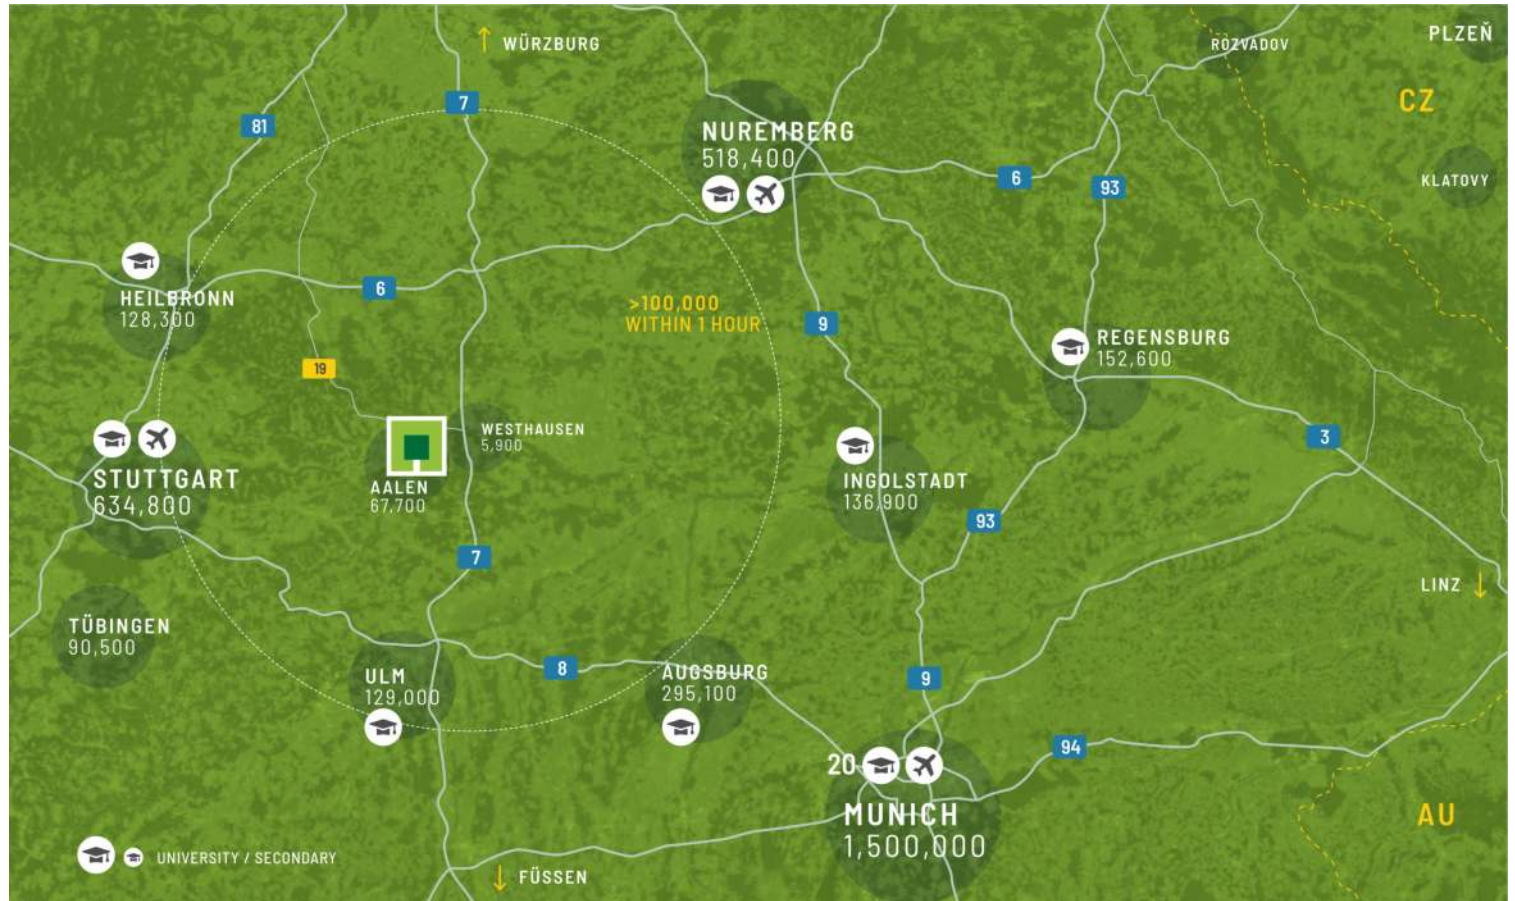 WÜRZBURG
ROZVADOV
PLZEŇ
CZ
7
81
NUREMBERG
518,400
6
93
KLATOVY
HEILBRONN
128,300
6
>100,000
WITHIN 1 HOUR
9
REGENSBURG
152,600
19
WESTHAUSEN
5,900
3
STUTTGART
634,800
AALEN
67,700
INGOLSTADT
136,900
93
7
LINZ
TÜBINGEN
90,500
ULM
129,000
8
AUGSBURG
295,100
9
94
20
MUNICH
1,500,000
AU
UNIVERSITY / SECONDARY
FÜSSEN